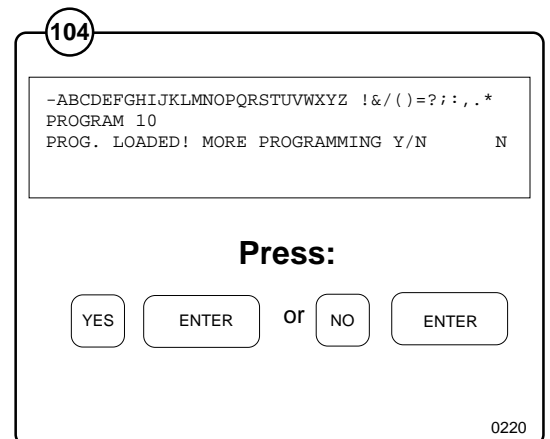 104
-ABCDEFGHIJKLMNOPQRSTUVWXYZ !&/()=?;:,.*
PROGRAM 10
PROG. LOADED! MORE PROGRAMMING Y/N N
Press:
YES ENTER or NO ENTER
0220